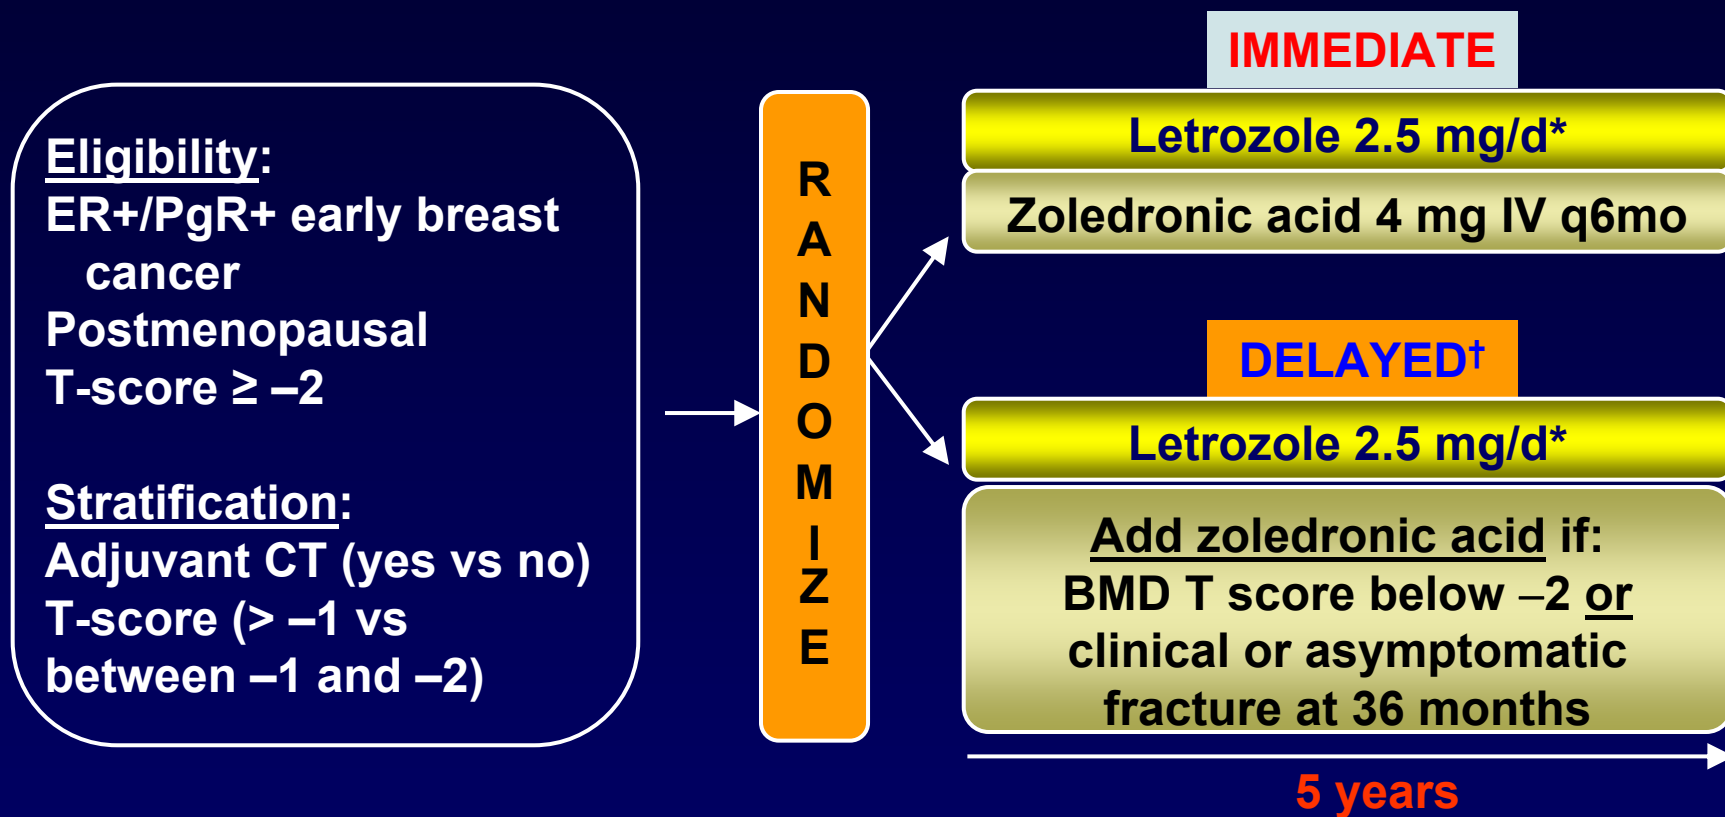 Eligibility:
ER+/PgR+ early breast
cancer
Postmenopausal
T-score ≥ –2
Stratification:
Adjuvant CT (yes vs no)
T-score (> –1 vs
between –1 and –2)
R
A
N
D
O
M
I
Z
E
IMMEDIATE
Letrozole 2.5 mg/d*
Zoledronic acid 4 mg IV q6mo
DELAYED†
Letrozole 2.5 mg/d*
Add zoledronic acid if:
BMD T score below –2 or
clinical or asymptomatic
fracture at 36 months
5 years